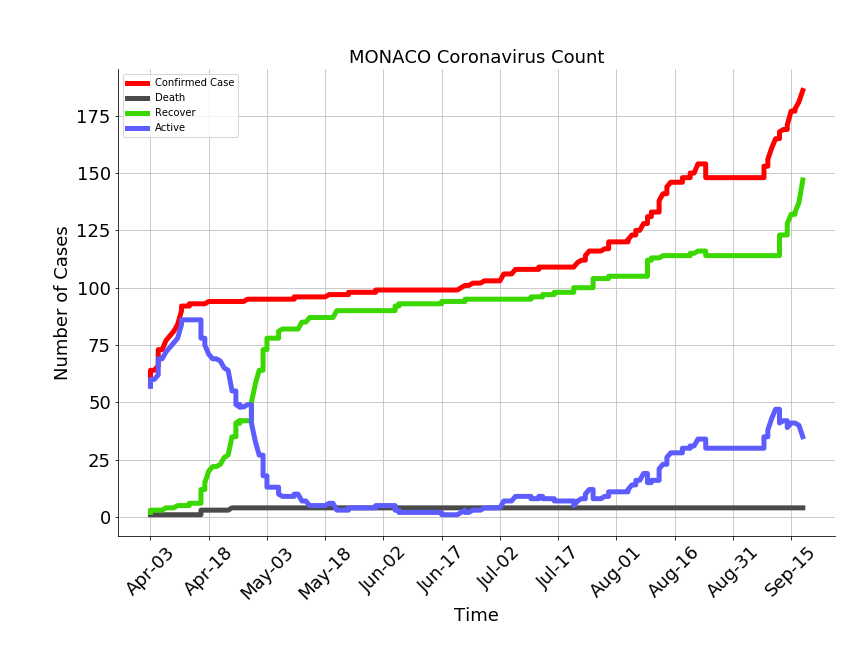 MONACO Coronavirus Count
Confirmed Case
Death
Recover
Active
175
150
125
100
75
50
25
0
Number of Cases
Apr-03
Apr-18
May-03
May-18
Jun-02
Jun-17
Jul-02
Jul-17
Aug-01
Aug-16
Aug-31
Sep-15
Time